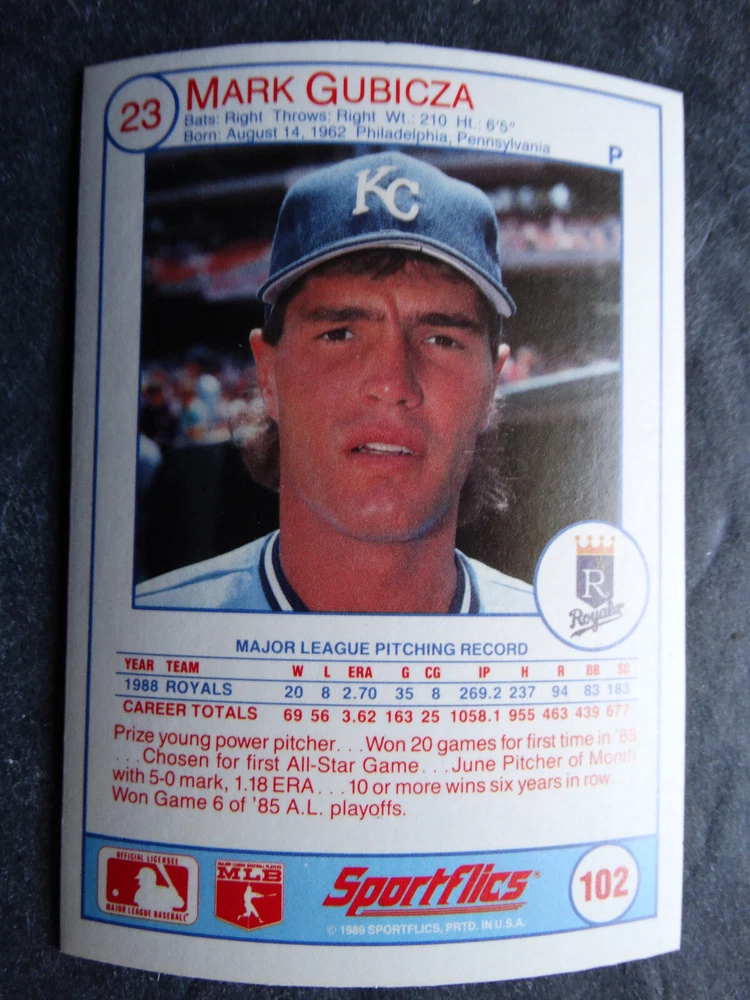 23
MARK GUBICZA
Bats: Right Throws: Right Wt.: 210 Ht.: 6'5"
Born: August 14, 1962 Philadelphia, Pennsylvania
P
KC
R
Royals
MAJOR LEAGUE PITCHING RECORD
YEAR TEAM W L ERA G CG IP H R BB SO
1988 ROYALS 20 8 2.70 35 8 269.2 237 94 83 183
CAREER TOTALS 69 56 3.62 163 25 1058.1 955 463 439 677
Prize young power pitcher. . .Won 20 games for first time in '88
. . .Chosen for first All-Star Game. . .June Pitcher of Month
with 5-0 mark, 1.18 ERA. . .10 or more wins six years in row. . .
Won Game 6 of '85 A.L. playoffs.
OFFICIAL LICENSEE
MAJOR LEAGUE BASEBALL
MAJOR LEAGUE BASEBALL PLAYERS
MLB
Sportflics
102
© 1989 SPORTFLICS, PRTD. IN U.S.A.